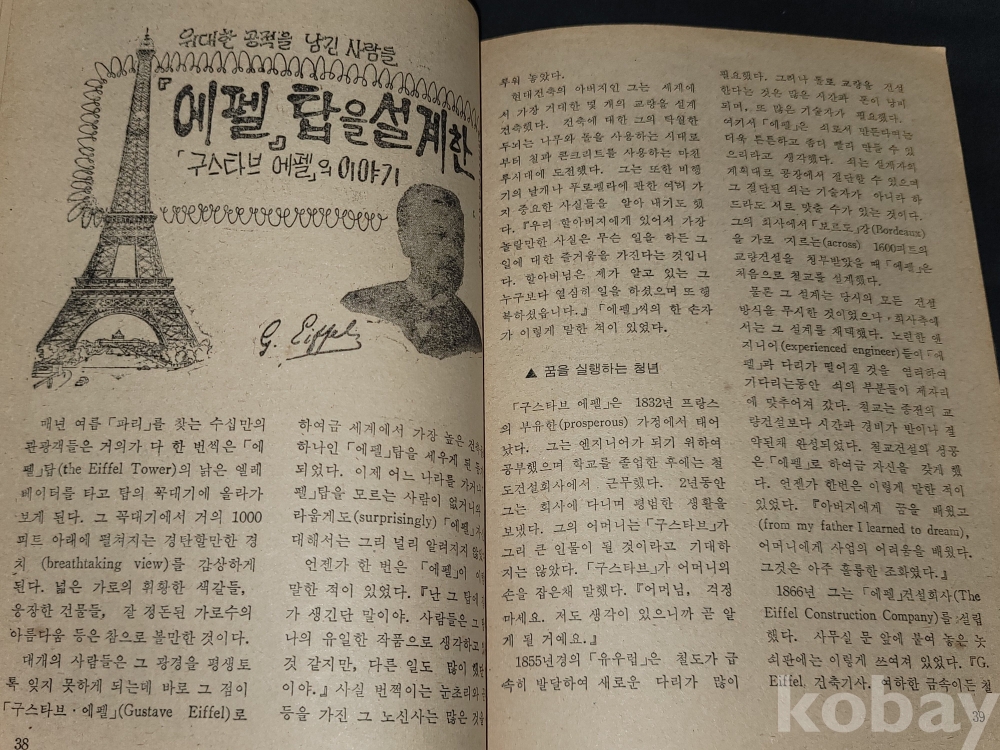 위대한 공적을 남긴 사람들
『에펠』 탑을설계한
「구스타브 에펠」의 이야기
G. Eiffel
매년 여름 「파리」를 찾는 수십만의
관광객들은 거의가 다 한 번씩은 「에
펠」탑(the Eiffel Tower)의 낡은 엘레
베이터를 타고 탑의 꼭대기에 올라가
보게 된다. 그 꼭대기에서 거의 1000
피트 아래에 펼쳐지는 경탄할만한 경
치 (breathtaking view)를 감상하게
된다. 넓은 가로의 휘황한 색깔들,
웅장한 건물들, 잘 정돈된 가로수의
아름다움 등은 참으로 볼만한 것이다.
대개의 사람들은 그 광경을 평생토
록 잊지 못하게 되는데 바로 그 점이
「구스타브·에펠」(Gustave Eiffel)로
38
하여금 세계에서 가장 높은
하나인 「에펠」탑을 세우게 된
되었다. 이제 어느 나라를
펠」탑을 모르는 사람이
라웁게도(surprisingly) 「에펠」
대해서는 그리 널리 알려지지
언젠가 한 번은 「에펠」이
말한 적이 있었다. 『난 그 탑에
가 생긴단 말이야. 사람들은 그
나의 유일한 작품으로 생각하고
것 같지만, 다른 일도 많이
이야.』 사실 번쩍이는 눈초리와
등을 가진 그 노신사는 많은
루워 놓았다.
현대건축의 아버지인 그는 세계에
서 가장 거대한 몇 개의 교량을 설계
건축했다. 건축에 대한 그의 탁월한
두뇌는 나무와 돌을 사용하는 시대로
부터 철과 콘크리트를 사용하는 마천
루시대에 도전했다. 그는 또한 비행
기의 날개나 푸로펠라에 관한 여러 가
지 중요한 사실들을 알아 내기도 했
다. 『우리 할아버지에게 있어서 가장
놀랄만한 사실은 무슨 일을 하든 그
일에 대한 즐거움을 가진다는 것입니
다. 할아버님은 제가 알고 있는 그
누구보다 열심히 일을 하셨으며 또 행
복하셨읍니다.』 「에펠」씨의 한 손자
가 이렇게 말한 적이 있었다.
▲ 꿈을 실행하는 청년
「구스타브 에펠」은 1832년 프랑스
의 부유한(prosperous) 가정에서 태어
났다. 그는 엔지니어가 되기 위하여
공부했으며 학교를 졸업한 후에는 철
도건설회사에서 근무했다. 2년동안
그는 회사에 다니며 평범한 생활을
보냈다. 그의 어머니는 「구스타브」가
그리 큰 인물이 될 것이라고 기대하
지는 않았다. 「구스타브」가 어머니의
손을 잡은채 말했다. 『어머님, 걱정
마세요. 저도 생각이 있으니까 곧 알
게 될 거예요.』
1855년경의 「유우럽」은 철도가 급
속히 발달하여 새로운 다리가 많이
필요했다. 그러나 돌로 교량을 건설
한다는 것은 많은 시간과 돈이 낭비
되며, 또 많은 기술자가 필요했다.
여기서 「에펠」은 쇠로서 만든다면
더욱 튼튼하고 좀더 빨리 만들 수 있
으리라고 생각했다. 쇠는 설계자의
계획대로 공장에서 절단할 수 있으며
그 절단된 쇠는 기술자가 아니라 하
드라도 서로 맞출 수가 있는 것이다.
그의 회사에서 「보르도」강(Bordeaux)
을 가로 지르는(across) 1600피트의
교량건설을 청부받았을 때 「에펠」은
처음으로 철교를 설계했다.
물론 그 설계는 당시의 모든 건설
방식을 무시한 것이었으나, 회사측에
서는 그 설계를 채택했다. 노련한 엔
지니어(experienced engineer)들이 「에
펠」과 다리가 떨어질 것을 염려하여
기다리는동안 쇠의 부분들이 제자리
에 맞추어져 갔다. 철교는 종전의 교
량건설보다 시간과 경비가 반이나 절
약된채 완성되었다. 철교건설의 성공
은 「에펠」로 하여금 자신을 갖게 했
다. 언젠가 한번은 이렇게 말한 적이
있었다. 『아버지에게 꿈을 배웠고
(from my father I learned to dream),
어머니에게 사업의 어려움을 배웠다.
그것은 아주 훌륭한 조화였다.』
1866년 그는 「에펠」건설회사(The
Eiffel Construction Company)를 설립
했다. 사무실 문 앞에 붙여 놓은 놋
쇠판에는 이렇게 쓰여져 있었다. 『G.
Eiffel. 건축기사. 여하한 금속이든 철
39
kobay